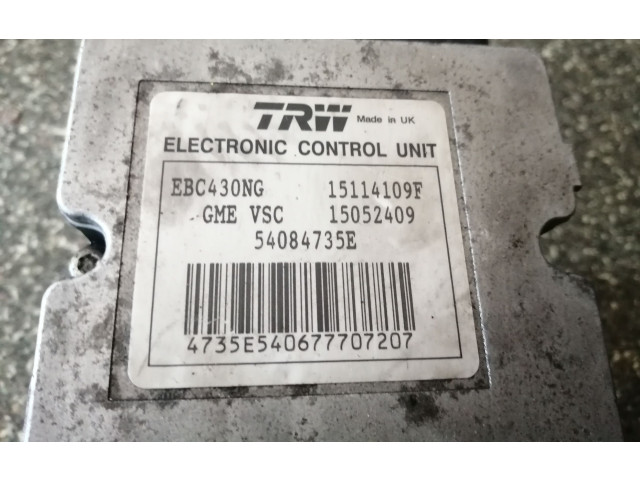 TRW Made in UK
ELECTRONIC CONTROL UNIT
EBC430NG 15114109F
GME VSC 15052409
54084735E
4735E540677707207